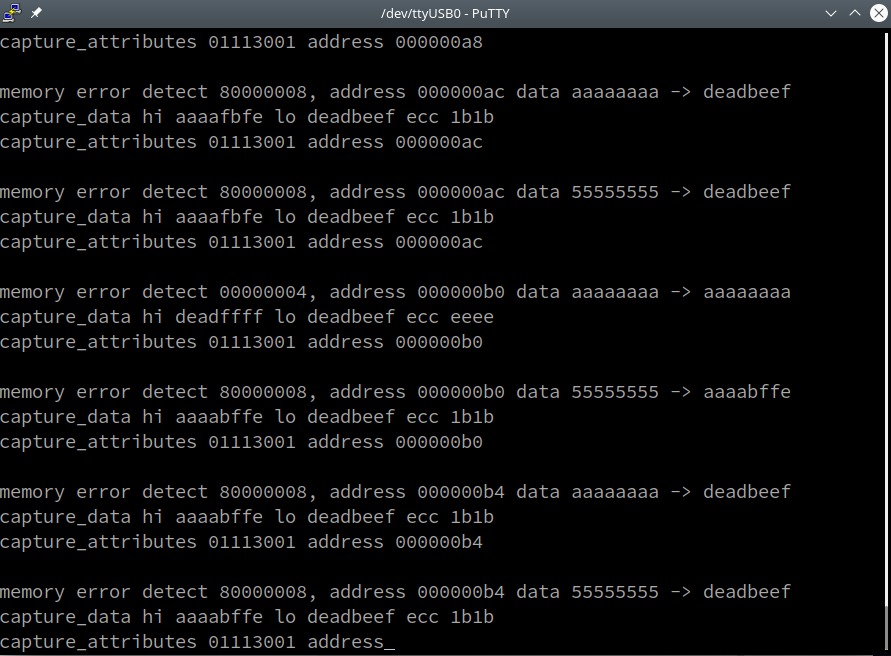 /dev/ttyUSB0 - PuTTY
capture_attributes 01113001 address 000000a8
memory error detect 80000008, address 000000ac data aaaaaaaa -> deadbeef
capture_data hi aaaafbfe lo deadbeef ecc 1b1b
capture_attributes 01113001 address 000000ac
memory error detect 80000008, address 000000ac data 55555555 -> deadbeef
capture_data hi aaaafbfe lo deadbeef ecc 1b1b
capture_attributes 01113001 address 000000ac
memory error detect 00000004, address 000000b0 data aaaaaaaa -> aaaaaaaa
capture_data hi deadffff lo deadbeef ecc eeee
capture_attributes 01113001 address 000000b0
memory error detect 80000008, address 000000b0 data 55555555 -> aaaabffe
capture_data hi aaaabffe lo deadbeef ecc 1b1b
capture_attributes 01113001 address 000000b0
memory error detect 80000008, address 000000b4 data aaaaaaaa -> deadbeef
capture_data hi aaaabffe lo deadbeef ecc 1b1b
capture_attributes 01113001 address 000000b4
memory error detect 80000008, address 000000b4 data 55555555 -> deadbeef
capture_data hi aaaabffe lo deadbeef ecc 1b1b
capture_attributes 01113001 address_